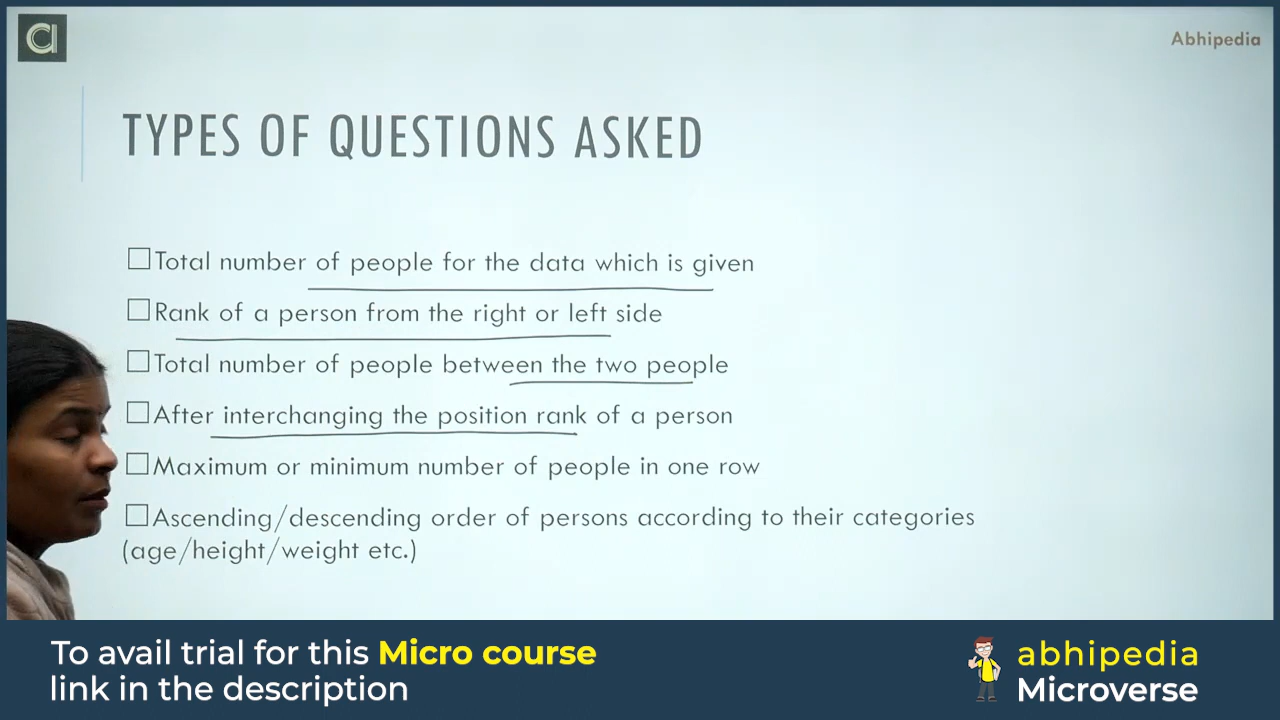 Abhipedia
TYPES OF QUESTIONS ASKED
Total number of people for the data which is given
Rank of a person from the right or left side
Total number of people between the two people
After interchanging the position rank of a person
Maximum or minimum number of people in one row
Ascending/descending order of persons according to their categories
(age/height/weight etc.)
To avail trial for this Micro course
link in the description
abhipedia
Microverse